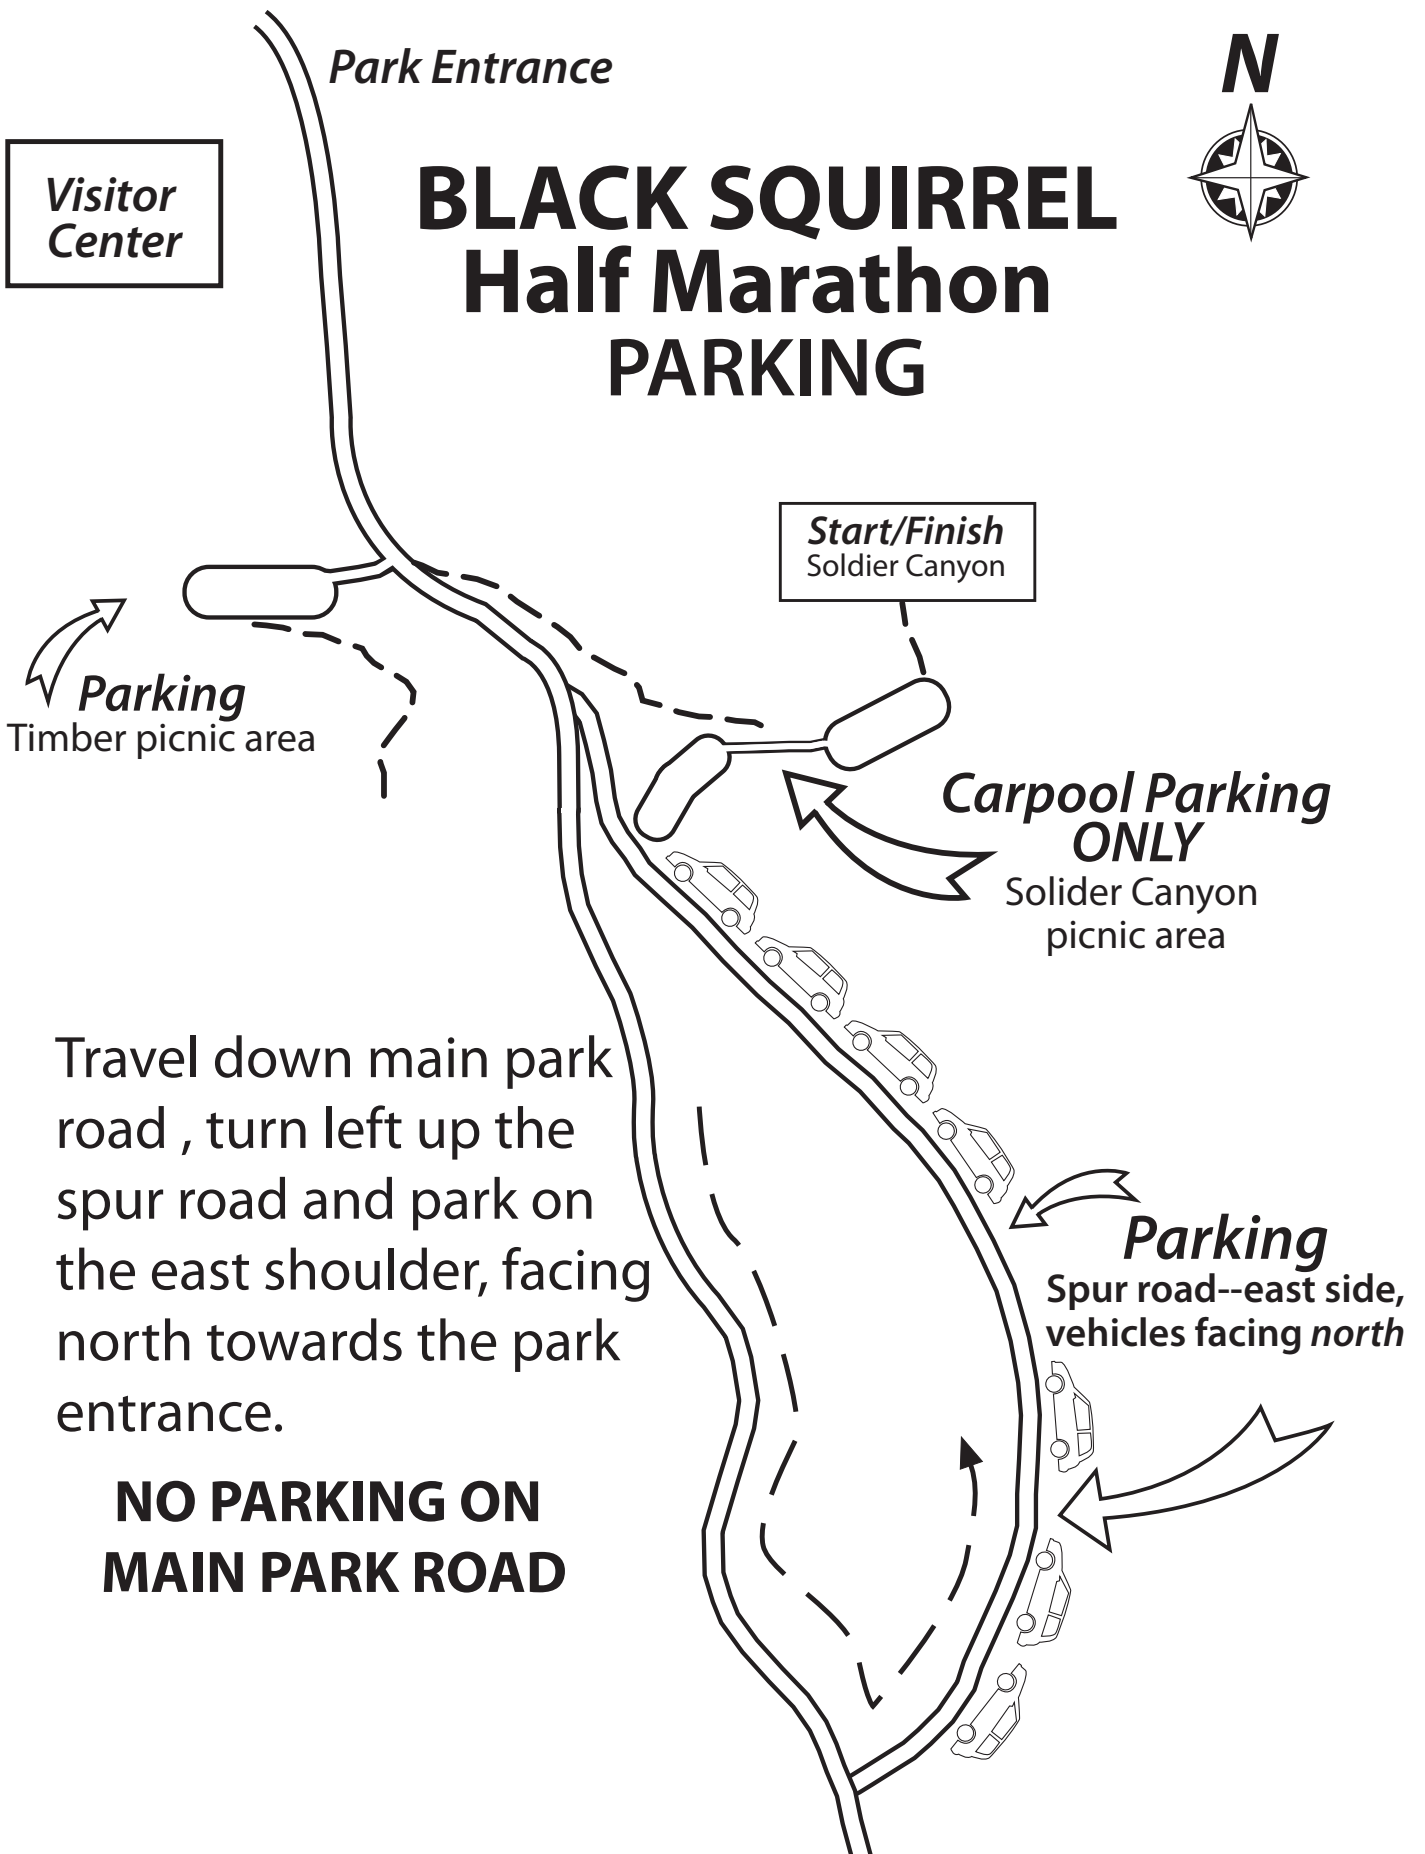 Park Entrance
N
Visitor
Center
BLACK SQUIRREL
Half Marathon
PARKING
Start/Finish
Soldier Canyon
Parking
Timber picnic area
Carpool Parking
ONLY
Solider Canyon
picnic area
Travel down main park
road , turn left up the
spur road and park on
the east shoulder, facing
north towards the park
entrance.
Parking
Spur road--east side,
vehicles facing north
NO PARKING ON
MAIN PARK ROAD